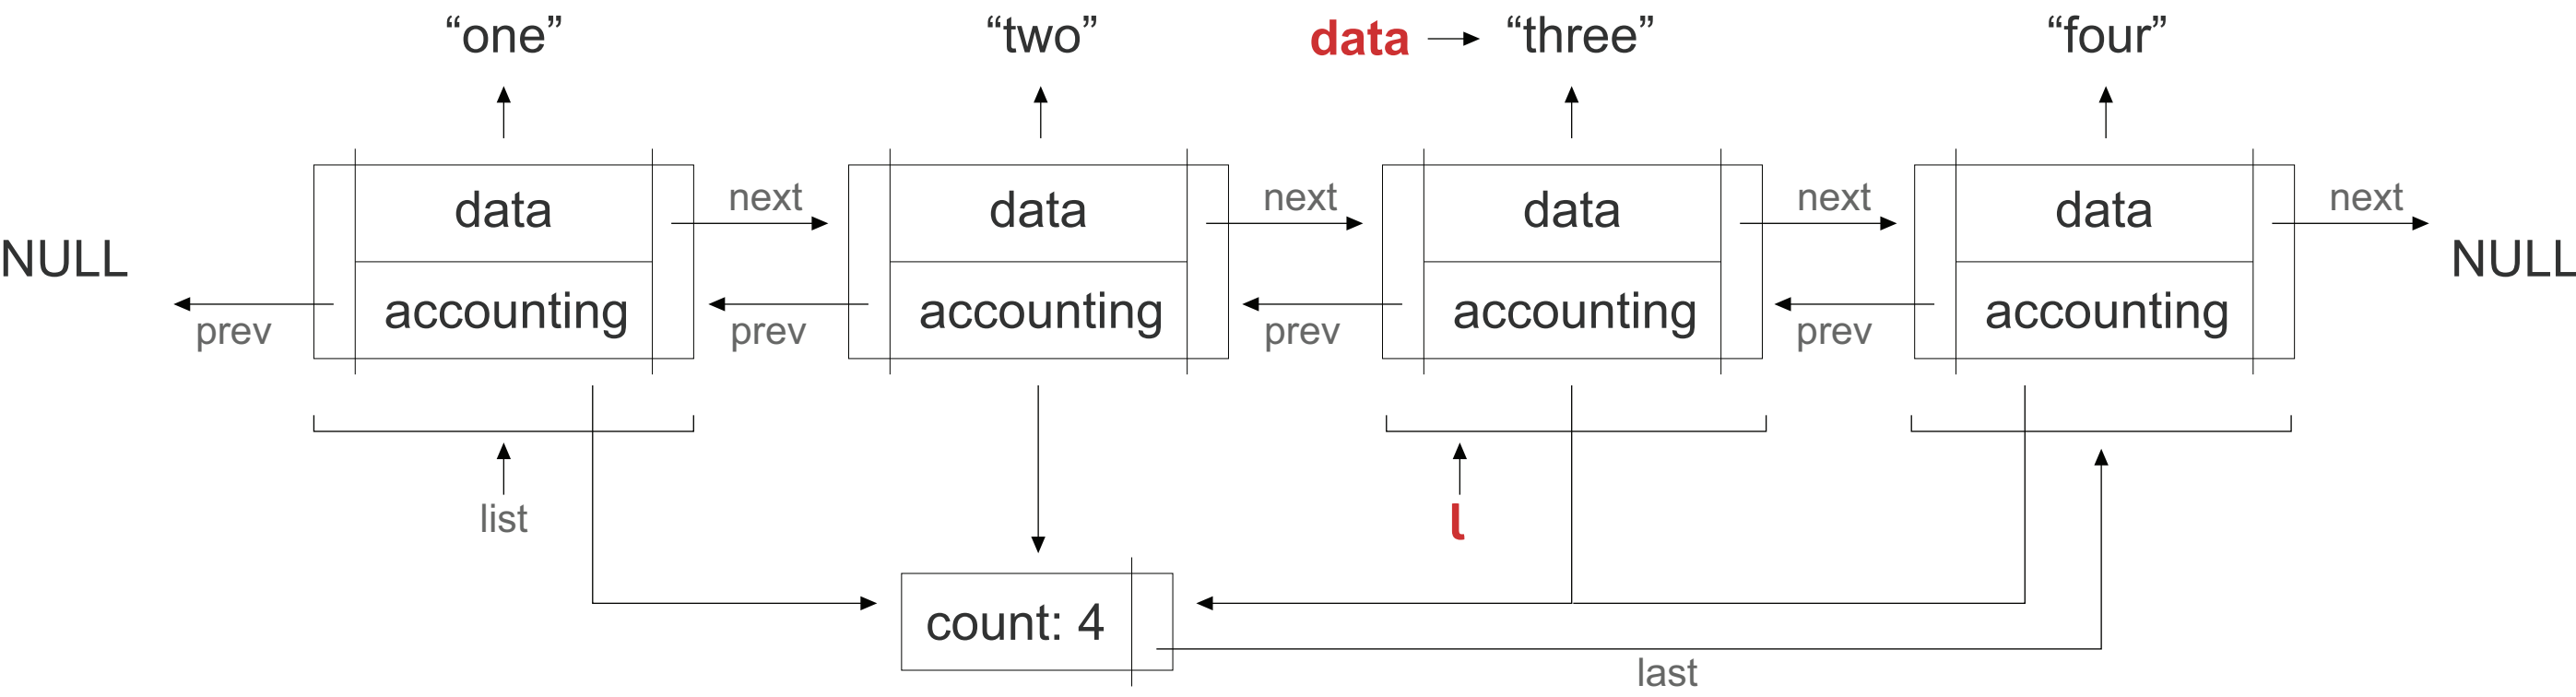 “one”
“two”
data
“three”
“four”
data
next
data
next
data
next
data
next
NULL
NULL
prev
accounting
prev
accounting
prev
accounting
prev
accounting
list
l
count: 4
last